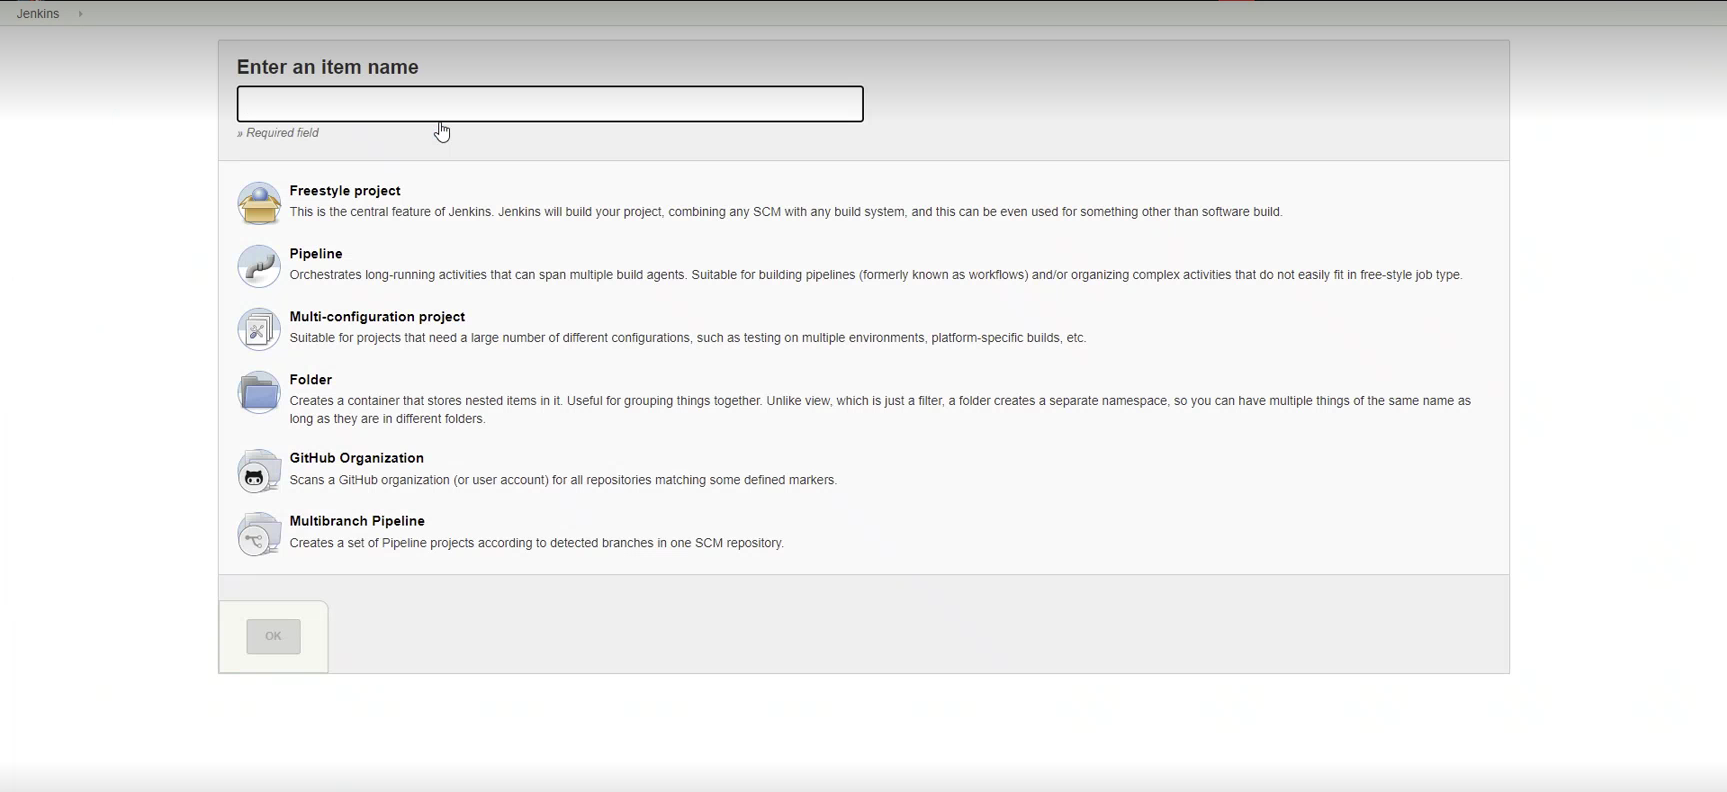 Jenkins
Enter an item name
» Required field
Freestyle project
This is the central feature of Jenkins. Jenkins will build your project, combining any SCM with any build system, and this can be even used for something other than software build.
Pipeline
Orchestrates long-running activities that can span multiple build agents. Suitable for building pipelines (formerly known as workflows) and/or organizing complex activities that do not easily fit in free-style job type.
Multi-configuration project
Suitable for projects that need a large number of different configurations, such as testing on multiple environments, platform-specific builds, etc.
Folder
Creates a container that stores nested items in it. Useful for grouping things together. Unlike view, which is just a filter, a folder creates a separate namespace, so you can have multiple things of the same name as
long as they are in different folders.
GitHub Organization
Scans a GitHub organization (or user account) for all repositories matching some defined markers.
Multibranch Pipeline
Creates a set of Pipeline projects according to detected branches in one SCM repository.
OK